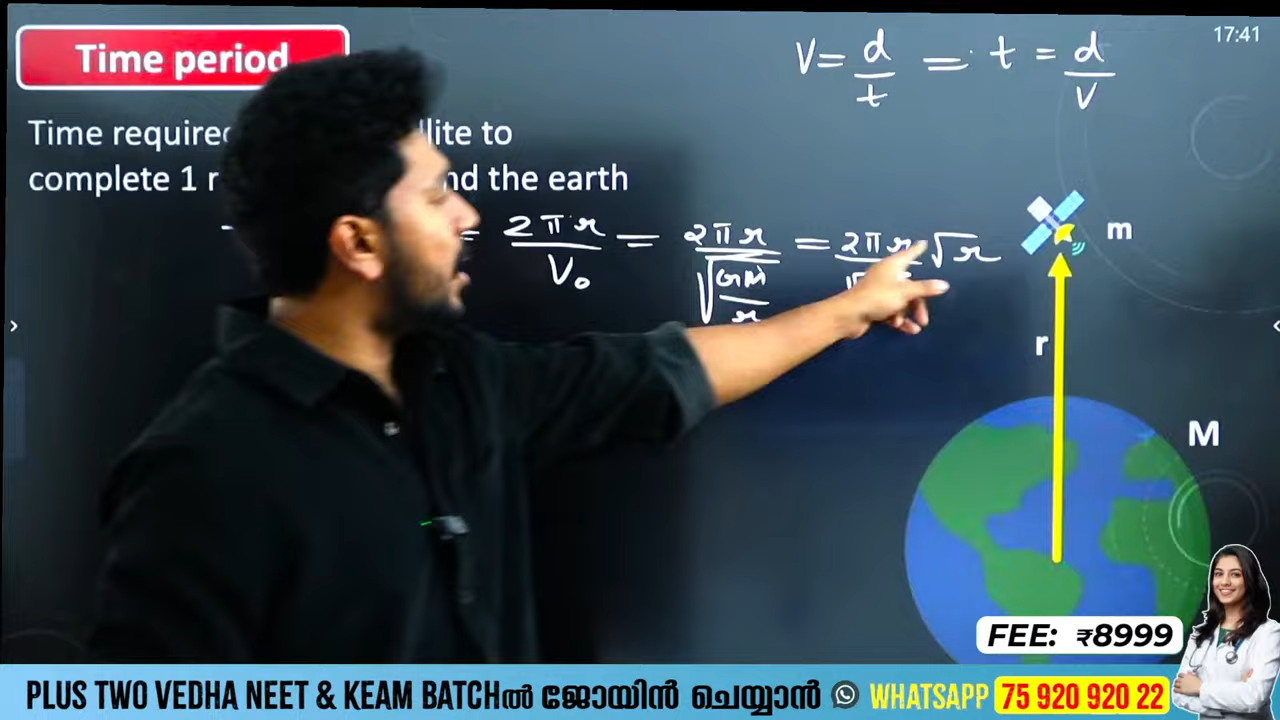 17:41
Time period
V = d/t = t = d/V
Time require
llite to
complete 1 r
nd the earth
= 2πr/V₀ = 2πr/√(GM/r) = 2πr √r
m
r
M
FEE: ₹8999
PLUS TWO VEDHA NEET & KEAM BATCHൽ ജോയിൻ ചെയ്യാൻ WHATSAPP 75 920 920 22